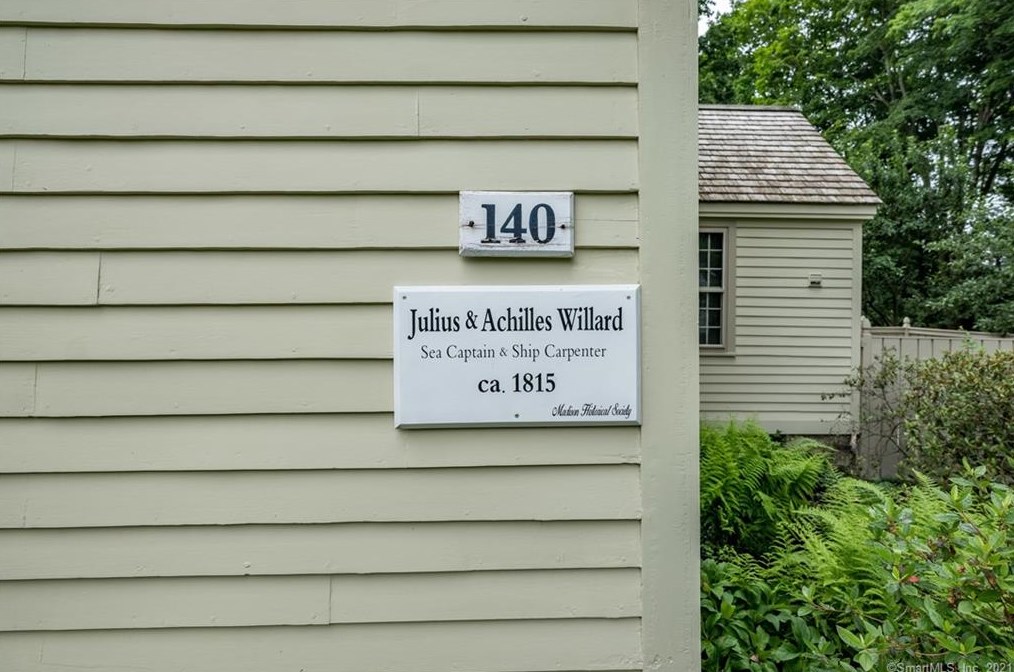 140
Julius & Achilles Willard
Sea Captain & Ship Carpenter
ca. 1815
Madison Historical Society
©SmartMLS, Inc. 2021